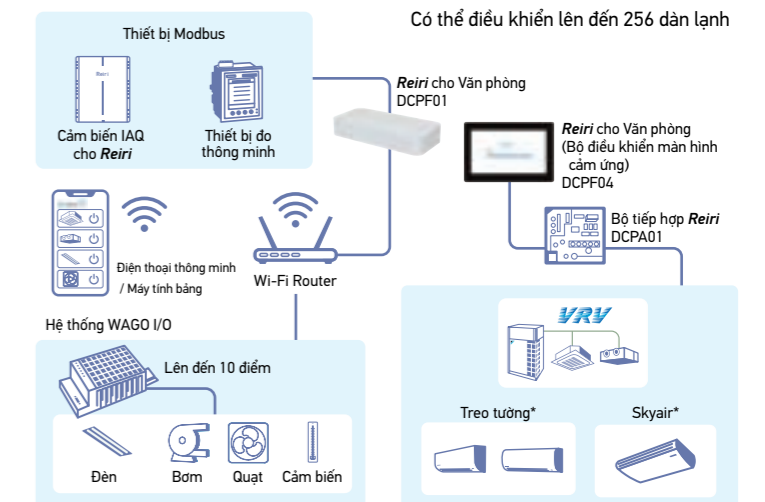 Có thể điều khiển lên đến 256 dàn lạnh
Thiết bị Modbus
Reiri
Cảm biến IAQ
cho Reiri
Thiết bị đo
thông minh
Reiri cho Văn phòng
DCPF01
Reiri cho Văn phòng
(Bộ điều khiển màn hình
cảm ứng)
DCPF04
Bộ tiếp hợp Reiri
DCPA01
Điện thoại thông minh
/ Máy tính bảng
Wi-Fi Router
Hệ thống WAGO I/O
Lên đến 10 điểm
Đèn
Bơm
Quạt
Cảm biến
VRV
Treo tường*
Skyair*